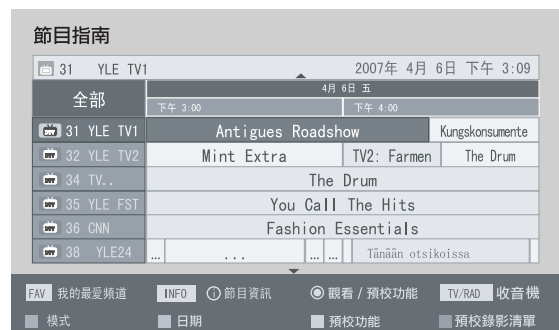 節目指南
31 YLE TV1 2007年 4月 6日 下午 3:09
全部
4月 6日 五
下午 3:00 下午 4:00
31 YLE TV1 Antigues Roadshow Kungskonsumente
32 YLE TV2 Mint Extra TV2: Farmen The Drum
34 TV.. The Drum
35 YLE FST You Call The Hits
36 CNN Fashion Essentials
38 YLE24 ... ... ... ... Tänään otsikoissa
FAV 我的最愛頻道 INFO ⓘ節目資訊 ◉觀看 / 預校功能 TV/RAD 收音機
模式 日期 預校功能 預校錄影清單